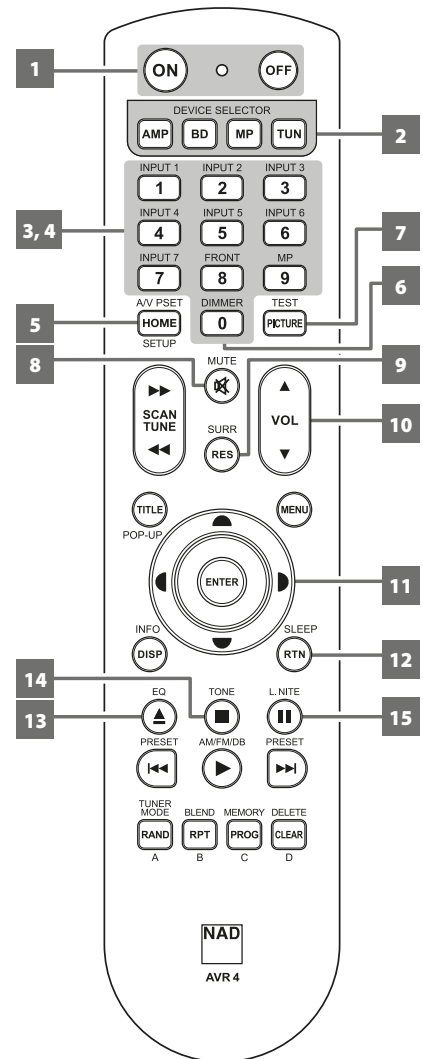 1
ON OFF
DEVICE SELECTOR
AMP BD MP TUN
2
INPUT 1 INPUT 2 INPUT 3
1 2 3
3, 4
INPUT 4 INPUT 5 INPUT 6
4 5 6
7
INPUT 7 FRONT MP
7 8 9
6
A/V PSET DIMMER TEST
5
HOME 0 PICTURE
SETUP
8
MUTE
9
SCAN
TUNE
VOL
10
SURR
RES
TITLE MENU
POP-UP
ENTER
11
INFO SLEEP
DISP RTN
12
14
EQ TONE L. NITE
13
15
PRESET AM/FM/DB PRESET
TUNER
MODE BLEND MEMORY DELETE
RAND RPT PROG CLEAR
A B C D
NAD
AVR 4